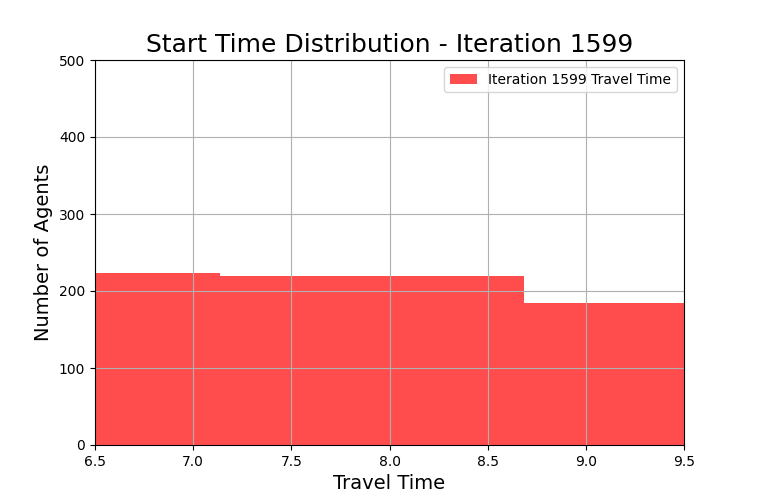 Start Time Distribution - Iteration 1599
Iteration 1599 Travel Time
Number of Agents
500
400
300
200
100
0
6.5 7.0 7.5 8.0 8.5 9.0 9.5
Travel Time